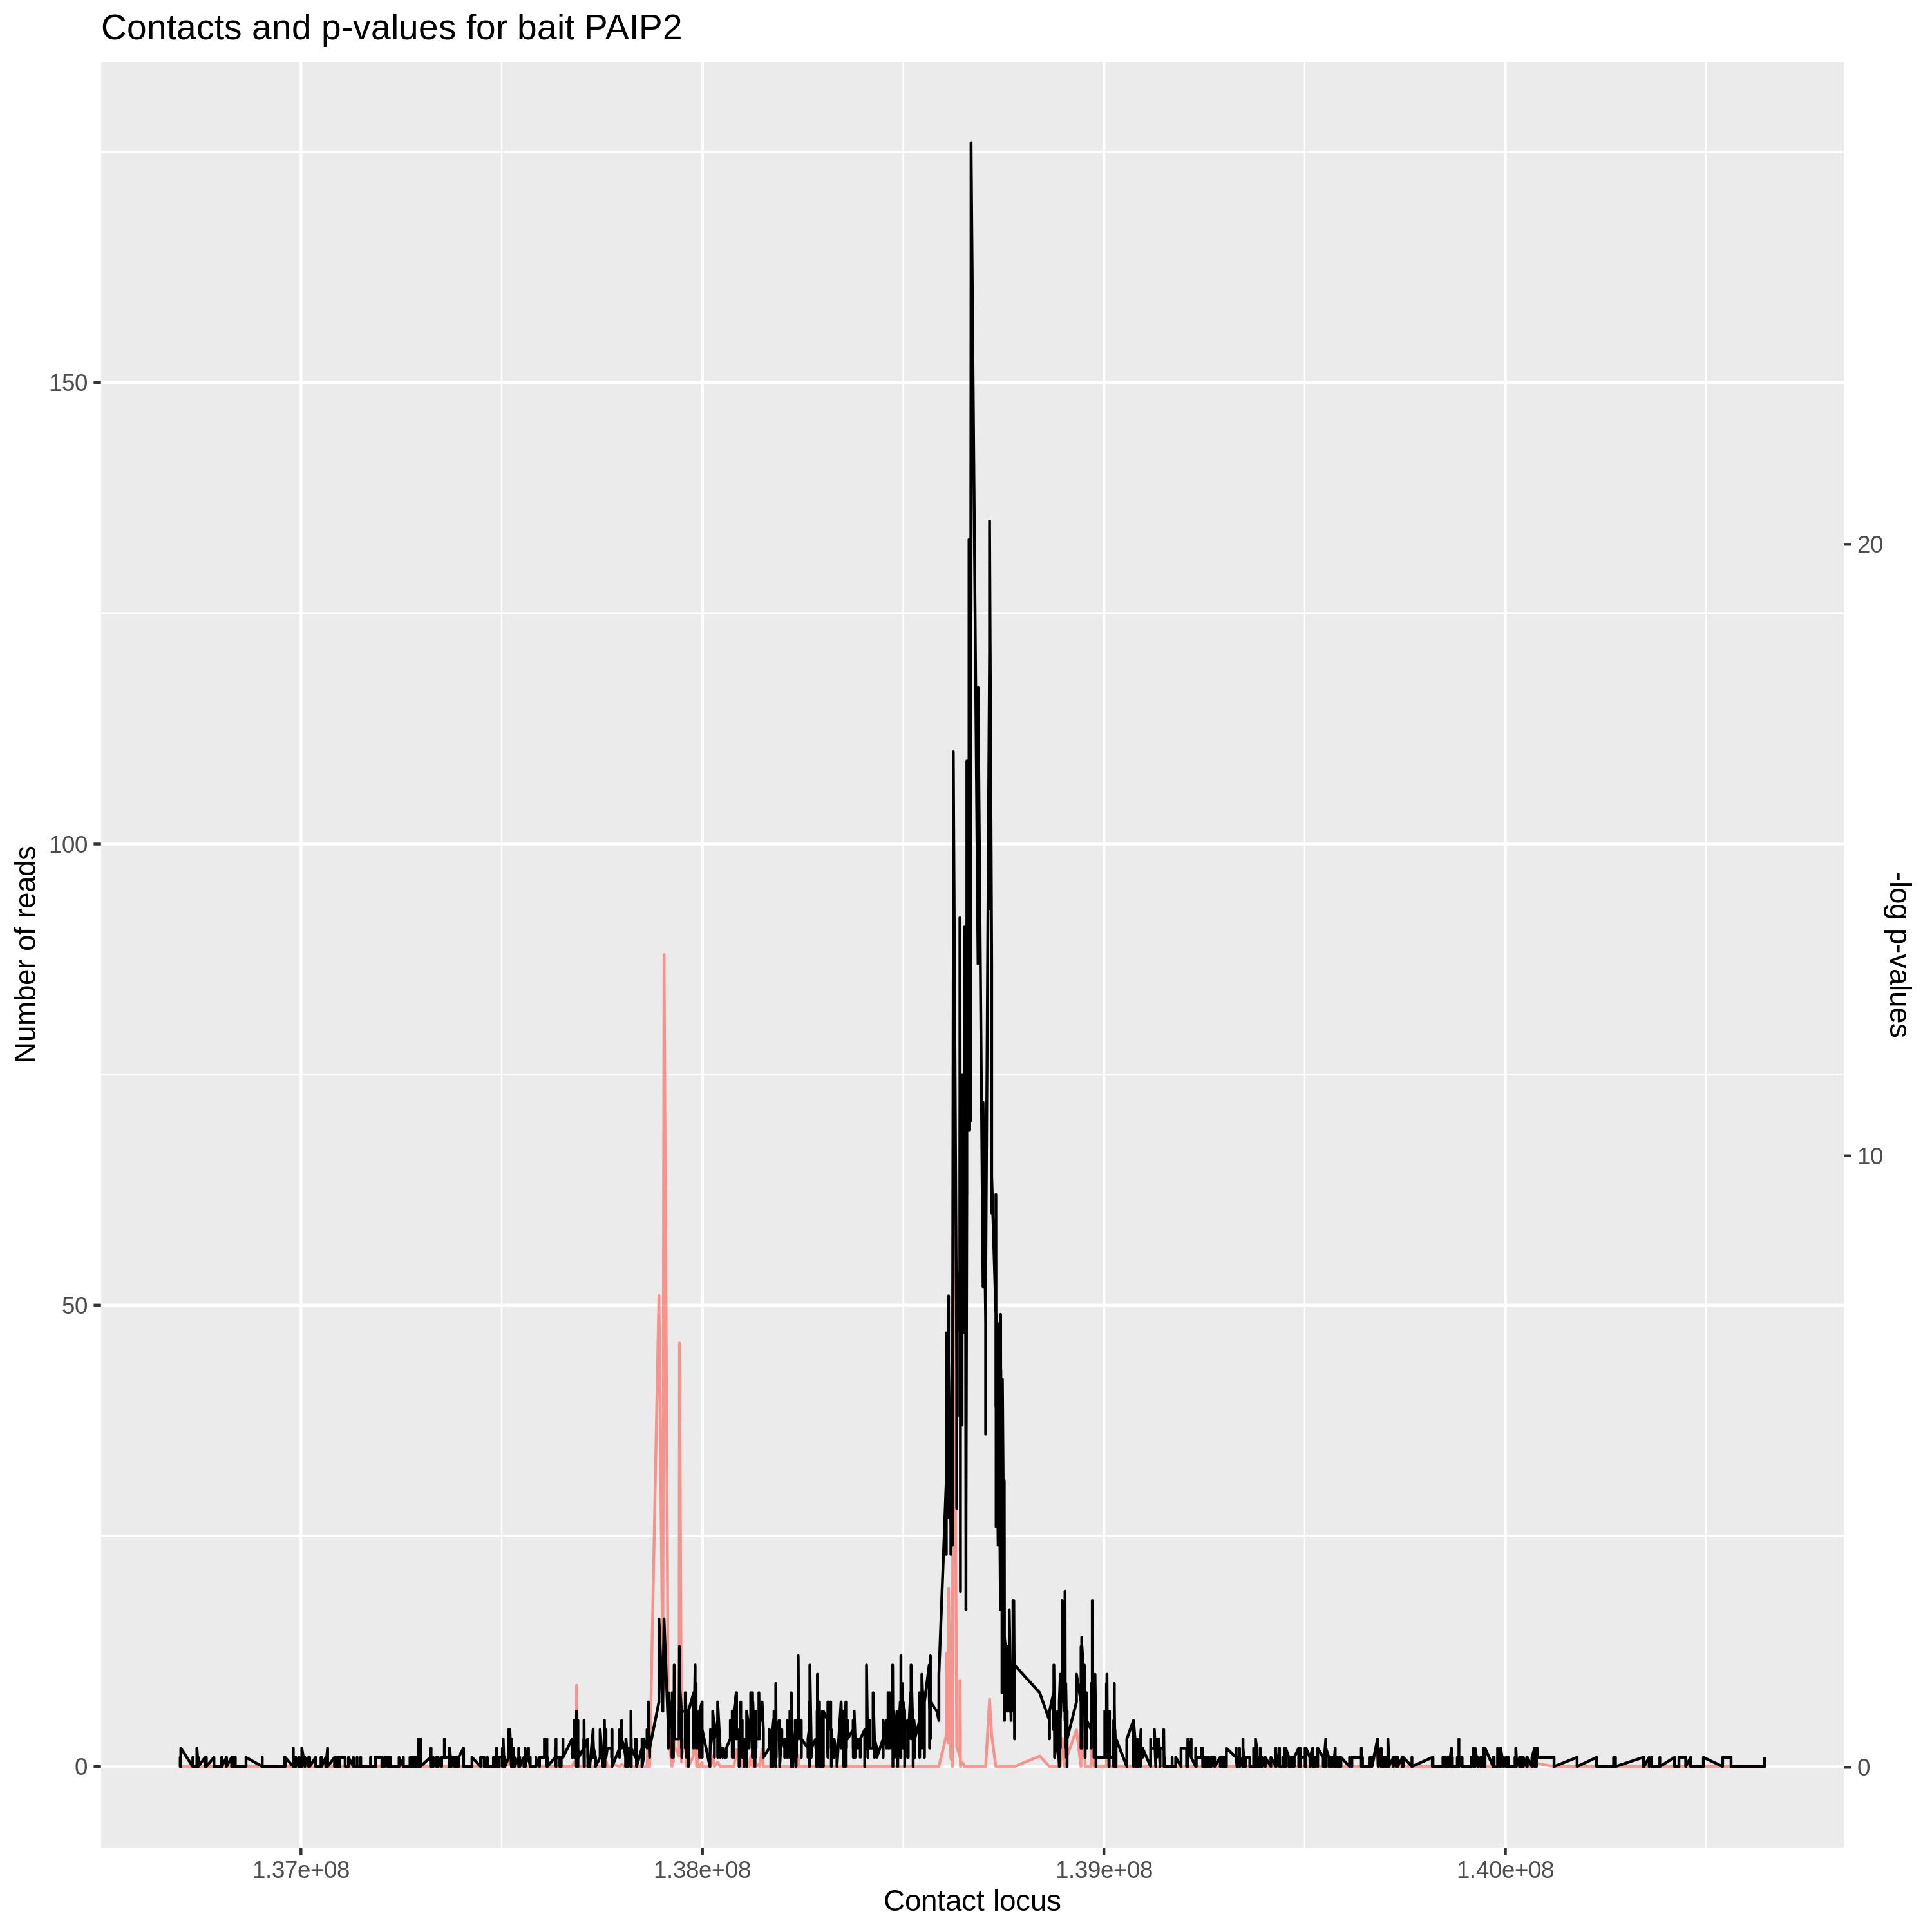 Contacts and p-values for bait PAIP2
Number of reads
150
100
50
0
20
10
0
-log p-values
1.37e+08
1.38e+08
1.39e+08
1.40e+08
Contact locus